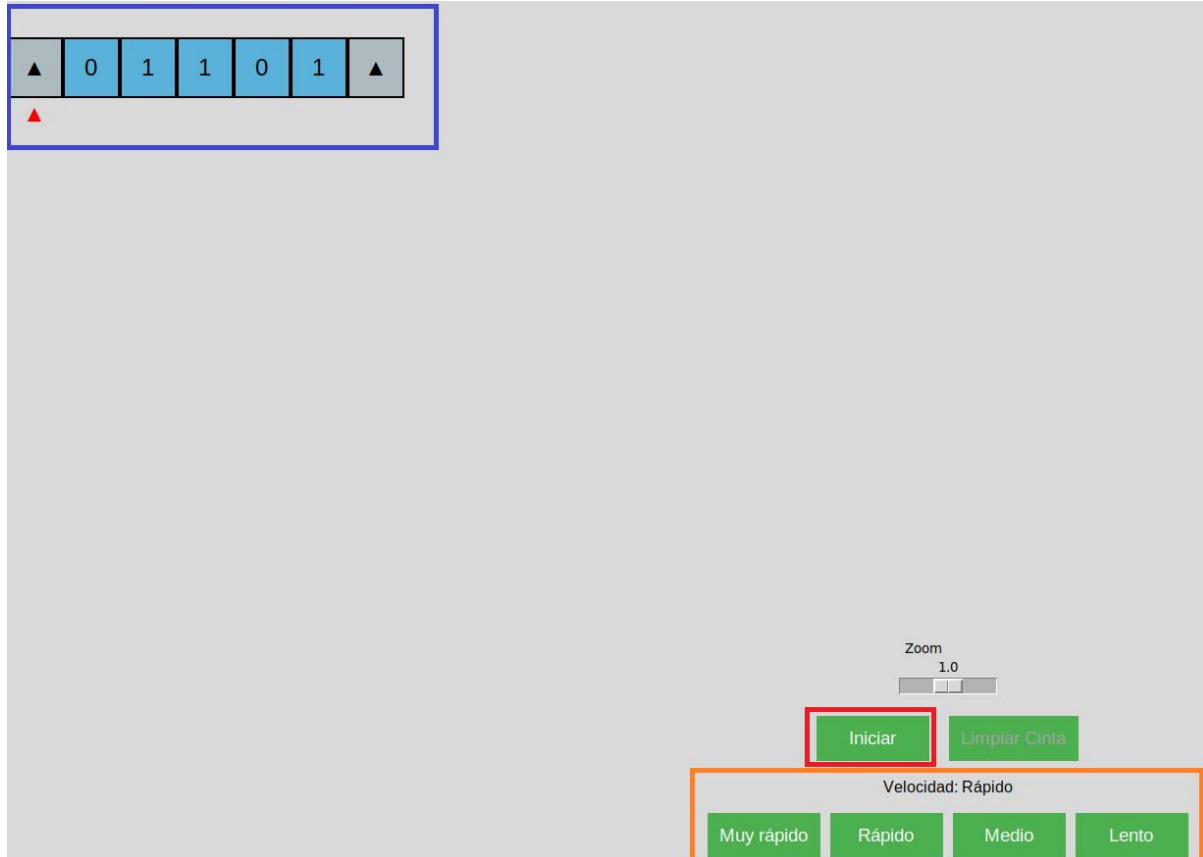 ▲ 0 1 1 0 1 ▲
▲
Zoom
1.0
Iniciar Limpiar Cinta
Velocidad: Rápido
Muy rápido Rápido Medio Lento